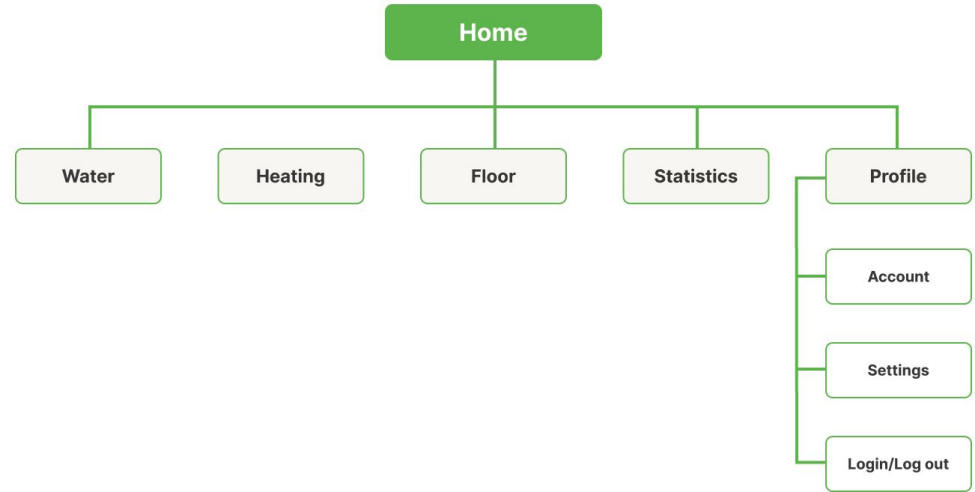 Home
Water
Heating
Floor
Statistics
Profile
Account
Settings
Login/Log out